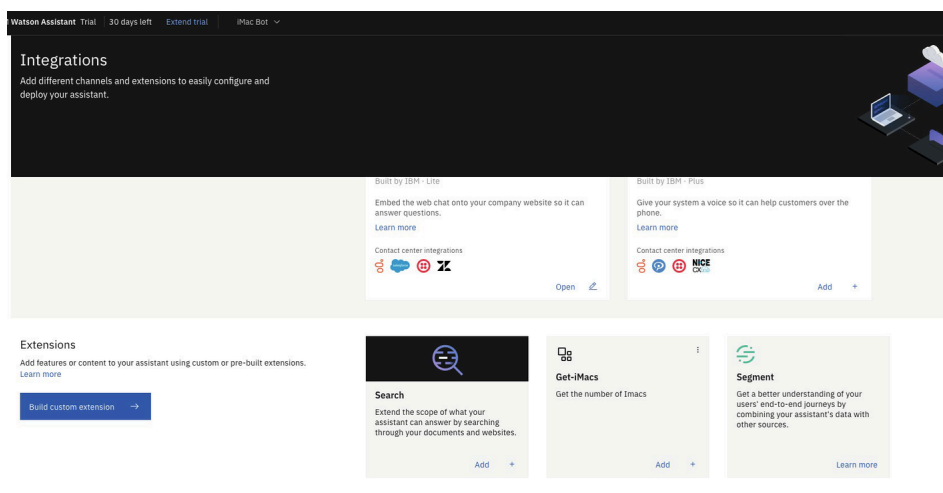 Watson Assistant Trial 30 days left Extend trial iMac Bot
Integrations
Add different channels and extensions to easily configure and
deploy your assistant.
Built by IBM · Lite
Embed the web chat onto your company website so it can
answer questions.
Learn more
Contact center integrations
Open
Built by IBM · Plus
Give your system a voice so it can help customers over the
phone.
Learn more
Contact center integrations
NICE
Add +
Extensions
Add features or content to your assistant using custom or pre-built extensions.
Learn more
Build custom extension →
Search
Extend the scope of what your
assistant can answer by searching
through your documents and websites.
Add +
Get-iMacs
Get the number of Imacs
Add +
Segment
Get a better understanding of your
users' end-to-end journeys by
combining your assistant's data with
other sources.
Learn more